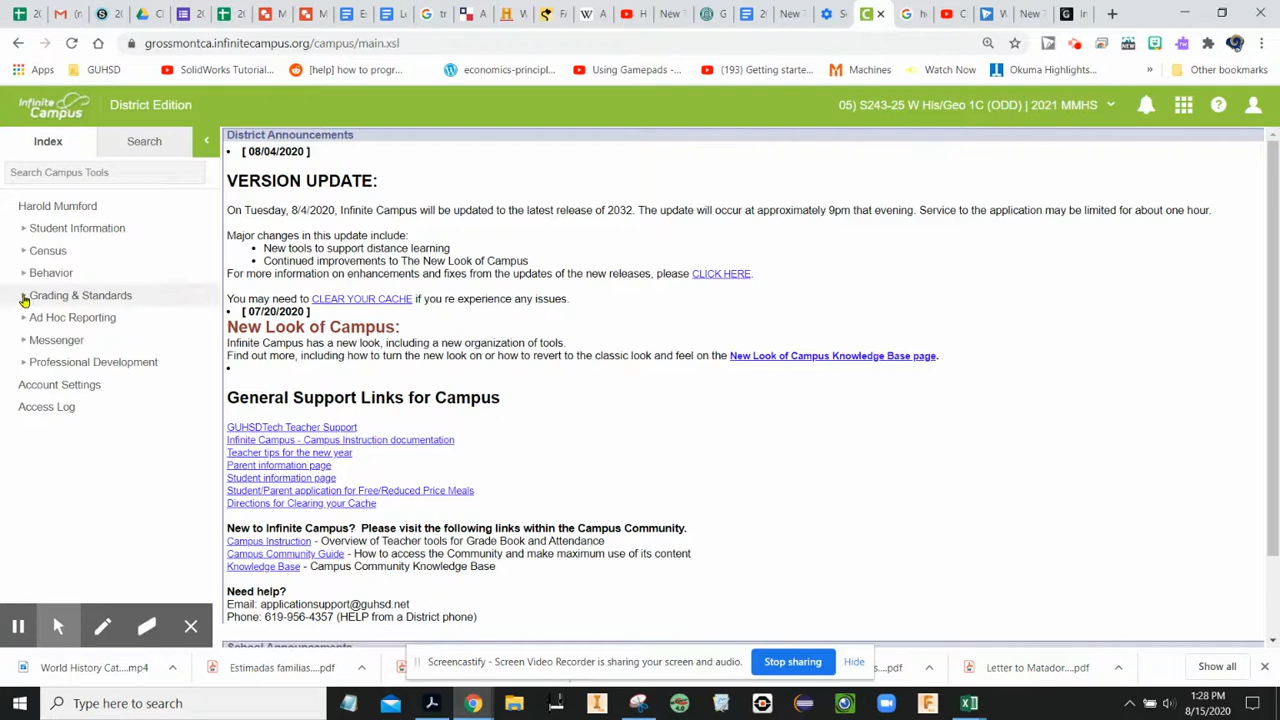 (n
grossmontca.infinitecampus.org/campus/main.xsl
Apps GUHSD SolidWorks Tutorial... [help] how to progr... economics-principl... Using Gamepads -... (193) Getting starte... Machines Watch Now Okuma Highlights... » Other bookmarks
Infinite Campus District Edition 05) S243-25 W His/Geo 1C (ODD) | 2021 MMHS
Index Search
Search Campus Tools
Harold Mumford
Student Information
Census
Behavior
Grading & Standards
Ad Hoc Reporting
Messenger
Professional Development
Account Settings
Access Log
District Announcements
• [ 08/04/2020 ]
VERSION UPDATE:
On Tuesday, 8/4/2020, Infinite Campus will be updated to the latest release of 2032. The update will occur at approximately 9pm that evening. Service to the application may be limited for about one hour.
Major changes in this update include:
• New tools to support distance learning
• Continued improvements to The New Look of Campus
For more information on enhancements and fixes from the updates of the new releases, please CLICK HERE.
You may need to CLEAR YOUR CACHE if you're experience any issues.
• [ 07/20/2020 ]
New Look of Campus:
Infinite Campus has a new look, including a new organization of tools.
Find out more, including how to turn the new look on or how to revert to the classic look and feel on the New Look of Campus Knowledge Base page.
General Support Links for Campus
GUHSDTech Teacher Support
Infinite Campus - Campus Instruction documentation
Teacher tips for the new year
Parent information page
Student information page
Student/Parent application for Free/Reduced Price Meals
Directions for Clearing your Cache
New to Infinite Campus? Please visit the following links within the Campus Community.
Campus Instruction - Overview of Teacher tools for Grade Book and Attendance
Campus Community Guide - How to access the Community and make maximum use of its content
Knowledge Base - Campus Community Knowledge Base
Need help?
Email: applicationsupport@guhsd.net
Phone: 619-956-4357 (HELP from a District phone)
Screencastify - Screen Video Recorder is sharing your screen and audio. Stop sharing Hide
World History Cat....mp4 Estimadas familias....pdf s....pdf Letter to Matador....pdf Show all
Type here to search
1:28 PM
8/15/2020